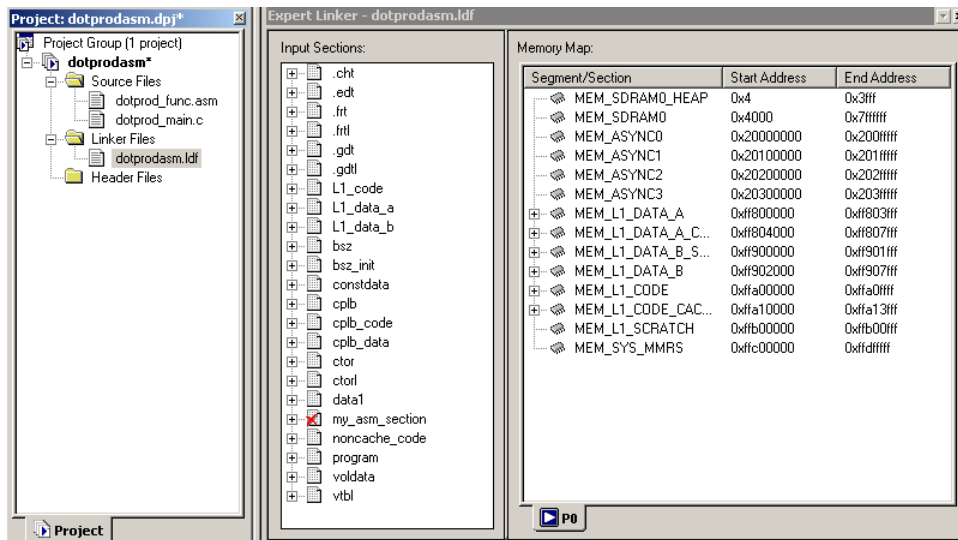 Project: dotprodasm.dpj*
Project Group (1 project)
dotprodasm*
Source Files
dotprod_func.asm
dotprod_main.c
Linker Files
dotprodasm.ldf
Header Files
Project
Expert Linker - dotprodasm.ldf
Input Sections:
.cht
.edt
.frt
.frtl
.gdt
.gdtl
L1_code
L1_data_a
L1_data_b
bsz
bsz_init
constdata
cplb
cplb_code
cplb_data
ctor
ctorl
data1
my_asm_section
noncache_code
program
voldata
vtbl
Memory Map:
Segment/Section Start Address End Address
MEM_SDRAM0_HEAP 0x4 0x3fff
MEM_SDRAM0 0x4000 0x7ffffff
MEM_ASYNC0 0x20000000 0x200fffff
MEM_ASYNC1 0x20100000 0x201fffff
MEM_ASYNC2 0x20200000 0x202fffff
MEM_ASYNC3 0x20300000 0x203fffff
MEM_L1_DATA_A 0xff800000 0xff803fff
MEM_L1_DATA_A_C... 0xff804000 0xff807fff
MEM_L1_DATA_B_S... 0xff900000 0xff901fff
MEM_L1_DATA_B 0xff902000 0xff907fff
MEM_L1_CODE 0xffa00000 0xffa0ffff
MEM_L1_CODE_CAC... 0xffa10000 0xffa13fff
MEM_L1_SCRATCH 0xffb00000 0xffb00fff
MEM_SYS_MMRS 0xffc00000 0xffdfffff
P0